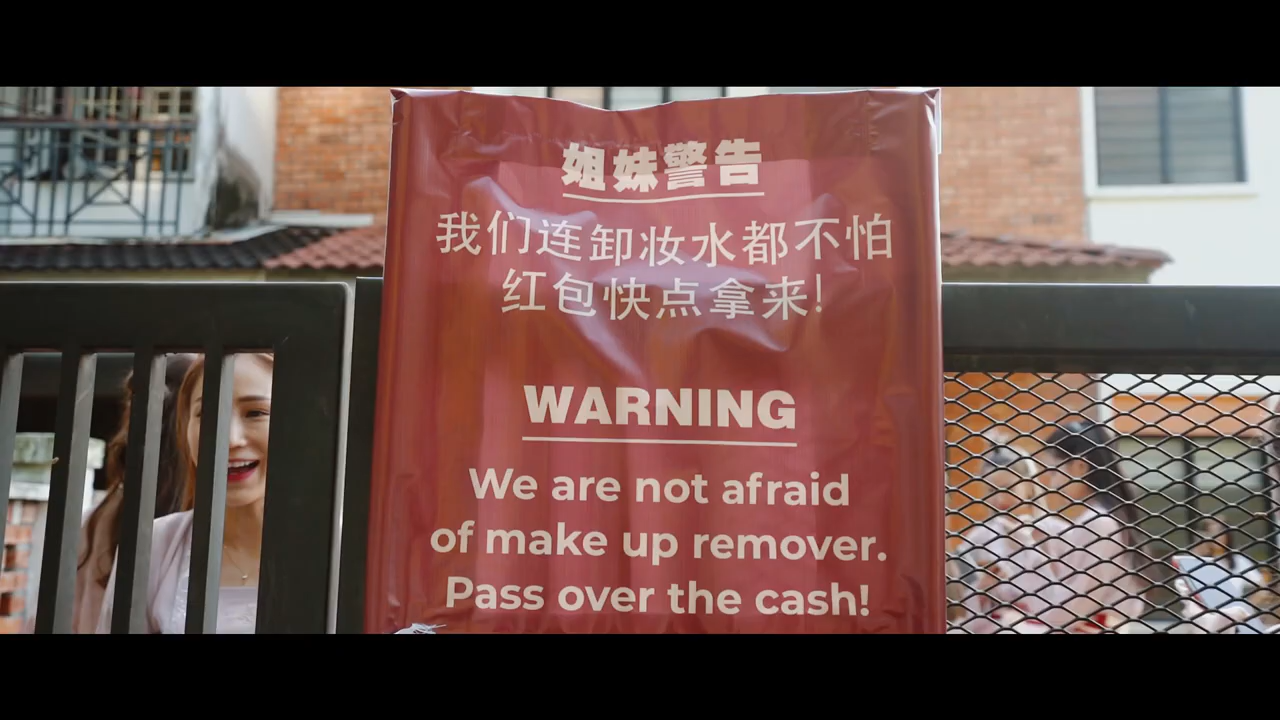 姐妹警告
我们连卸妆水都不怕
红包快点拿来!
WARNING
We are not afraid
of make up remover.
Pass over the cash!